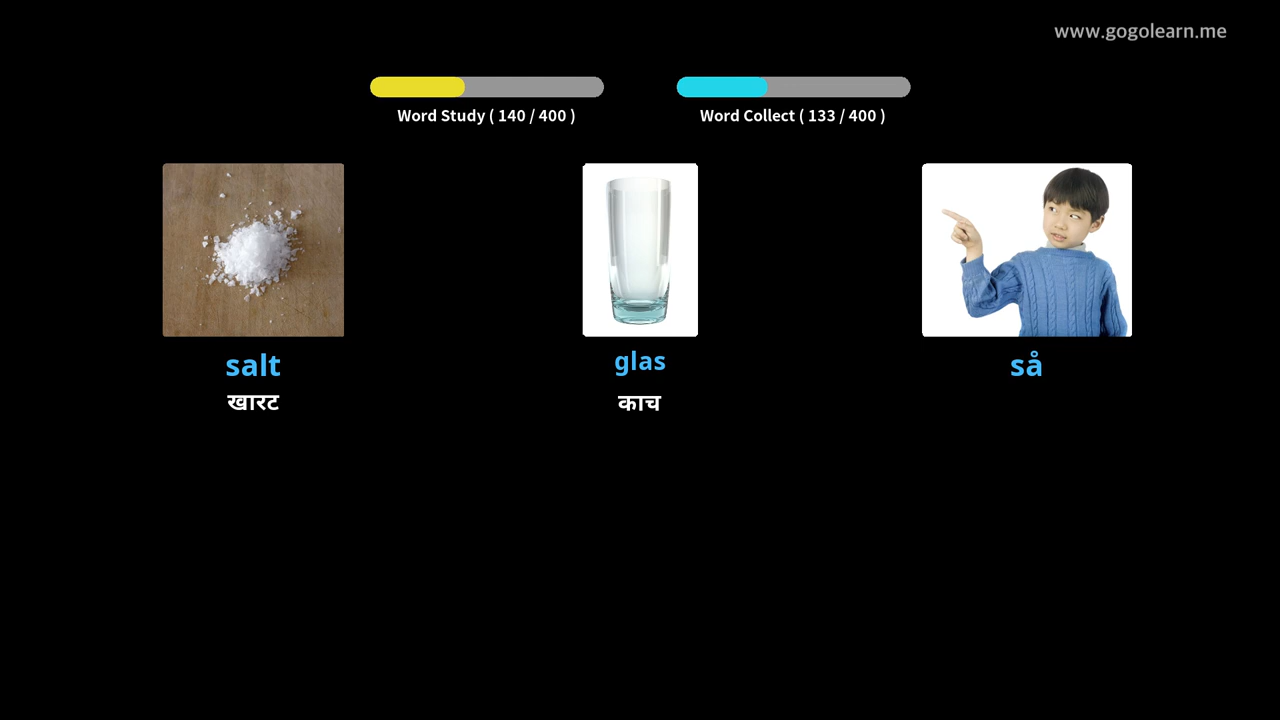 www.gogolearn.me
Word Study ( 140 / 400 )
Word Collect ( 133 / 400 )
salt
glas
så
खारट
काच